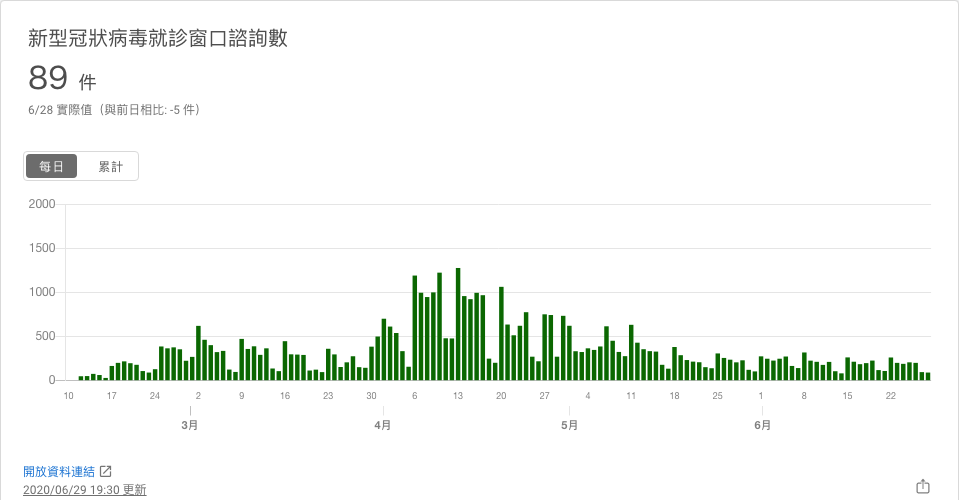 新型冠狀病毒就診窗口諮詢數
89 件
6/28 實際值（與前日相比: -5 件）
每日 累計
2000
1500
1000
500
0
10 17 24 2 9 16 23 30 6 13 20 27 4 11 18 25 1 8 15 22
3月 4月 5月 6月
開放資料連結
2020/06/29 19:30 更新